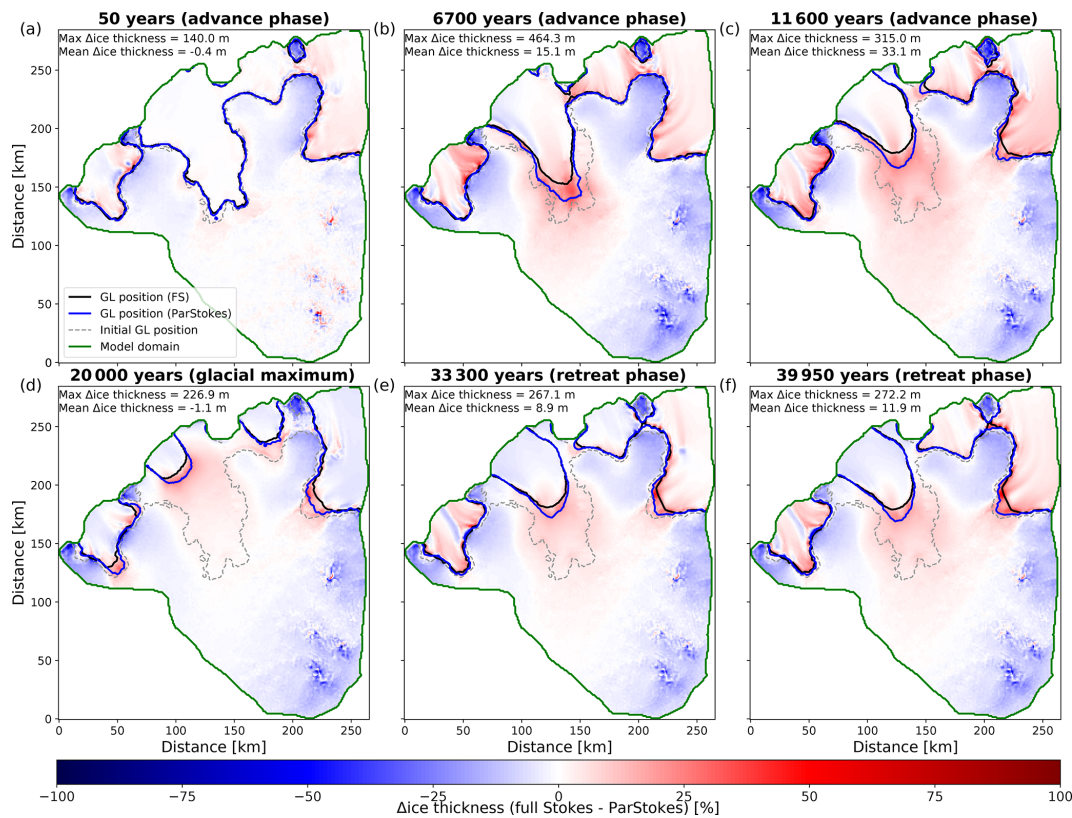 50 years (advance phase)
6700 years (advance phase)
11 600 years (advance phase)
(a)
Max Δice thickness = 140.0 m
Mean Δice thickness = -0.4 m
(b)
Max Δice thickness = 464.3 m
Mean Δice thickness = 15.1 m
(c)
Max Δice thickness = 315.0 m
Mean Δice thickness = 33.1 m
Distance [km]
250
200
150
100
50
0
GL position (FS)
GL position (ParStokes)
Initial GL position
Model domain
20 000 years (glacial maximum)
33 300 years (retreat phase)
39 950 years (retreat phase)
(d)
Max Δice thickness = 226.9 m
Mean Δice thickness = -1.1 m
(e)
Max Δice thickness = 267.1 m
Mean Δice thickness = 8.9 m
(f)
Max Δice thickness = 272.2 m
Mean Δice thickness = 11.9 m
Distance [km]
250
200
150
100
50
0
0 50 100 150 200 250
0 50 100 150 200 250
0 50 100 150 200 250
Distance [km]
Distance [km]
Distance [km]
−100 −75 −50 −25 0 25 50 75 100
Δice thickness (full Stokes - ParStokes) [%]